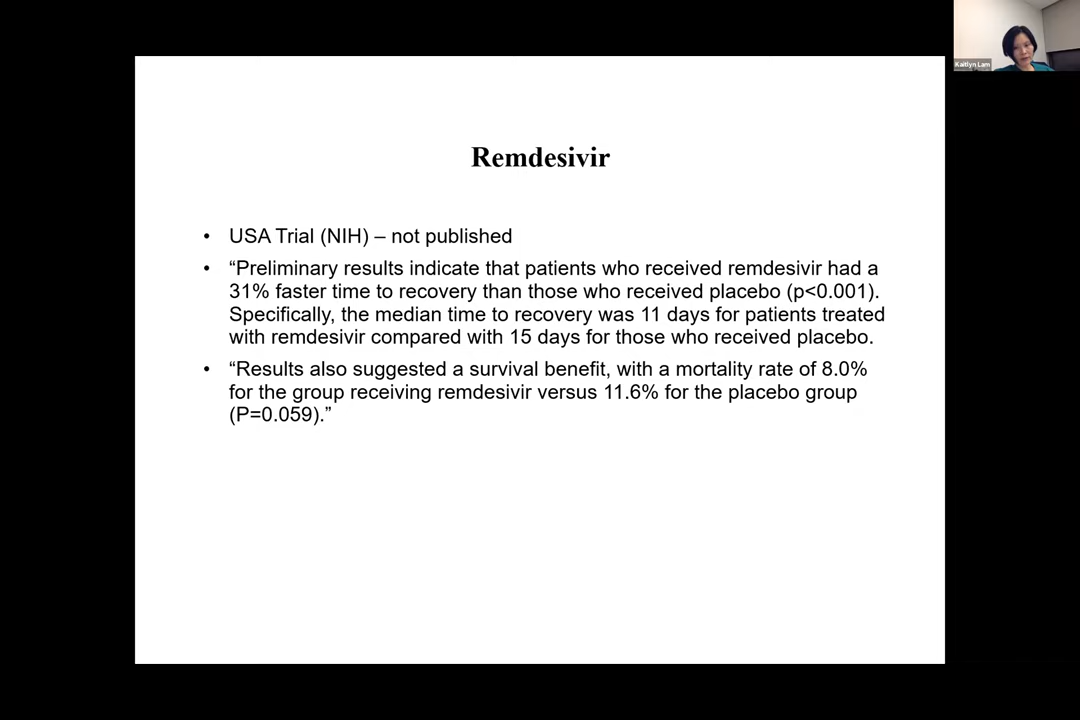 Kaitlyn Lam
Remdesivir
• USA Trial (NIH) – not published
• “Preliminary results indicate that patients who received remdesivir had a
31% faster time to recovery than those who received placebo (p<0.001).
Specifically, the median time to recovery was 11 days for patients treated
with remdesivir compared with 15 days for those who received placebo.
• “Results also suggested a survival benefit, with a mortality rate of 8.0%
for the group receiving remdesivir versus 11.6% for the placebo group
(P=0.059).”